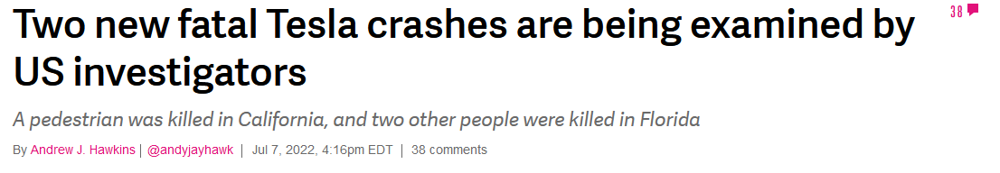 Two new fatal Tesla crashes are being examined by
38
US investigators
A pedestrian was killed in California, and two other people were killed in Florida
By Andrew J. Hawkins | @andyjayhawk | Jul 7, 2022, 4:16pm EDT | 38 comments